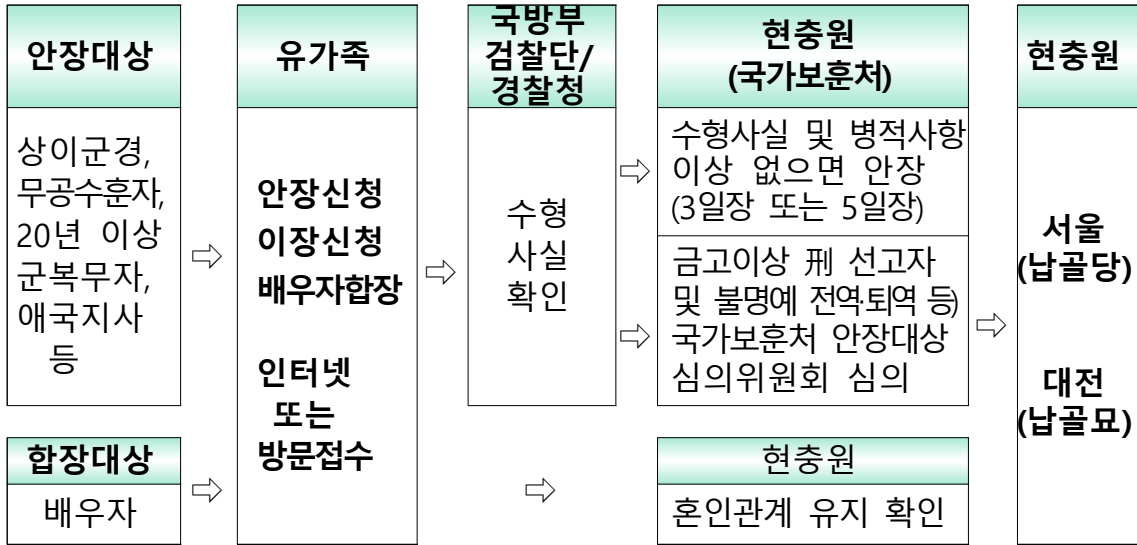 안장대상
상이군경,
무공수훈자,
20년 이상
군복무자,
애국지사
등
합장대상
배우자
유가족
안장신청
이장신청
배우자합장
인터넷
또는
방문접수
국방부
검찰단/
경찰청
수형
사실
확인
현충원
(국가보훈처)
수형사실 및 병적사항
이상 없으면 안장
(3일장 또는 5일장)
금고이상 刑 선고자
및 불명예 전역·퇴역 등)
국가보훈처 안장대상
심의위원회 심의
현충원
혼인관계 유지 확인
현충원
서울
(납골당)
대전
(납골묘)